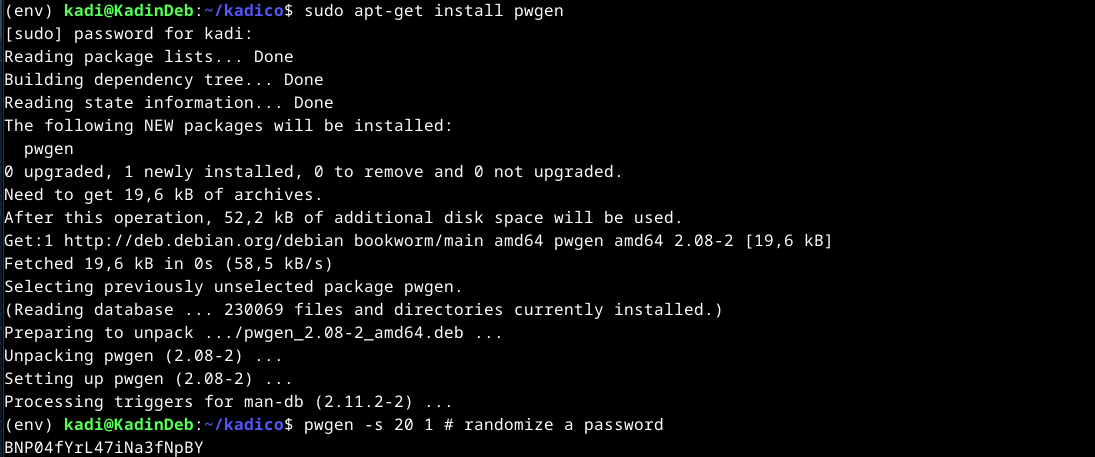 (env) kadi@KadinDeb:~/kadico$ sudo apt-get install pwgen
[sudo] password for kadi:
Reading package lists... Done
Building dependency tree... Done
Reading state information... Done
The following NEW packages will be installed:
  pwgen
0 upgraded, 1 newly installed, 0 to remove and 0 not upgraded.
Need to get 19,6 kB of archives.
After this operation, 52,2 kB of additional disk space will be used.
Get:1 http://deb.debian.org/debian bookworm/main amd64 pwgen amd64 2.08-2 [19,6 kB]
Fetched 19,6 kB in 0s (58,5 kB/s)
Selecting previously unselected package pwgen.
(Reading database ... 230069 files and directories currently installed.)
Preparing to unpack .../pwgen_2.08-2_amd64.deb ...
Unpacking pwgen (2.08-2) ...
Setting up pwgen (2.08-2) ...
Processing triggers for man-db (2.11.2-2) ...
(env) kadi@KadinDeb:~/kadico$ pwgen -s 20 1 # randomize a password
BNP04fYrL47iNa3fNpBY